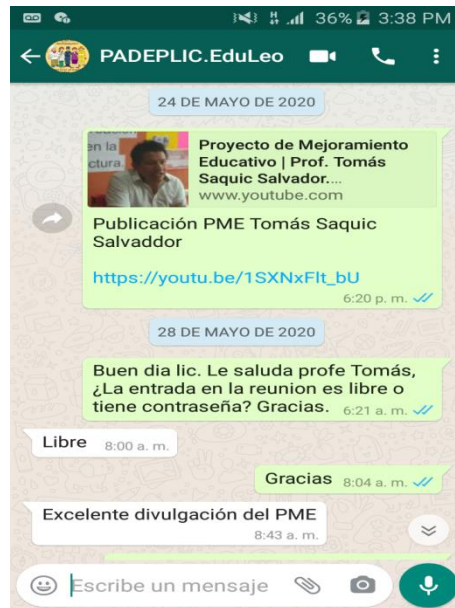 36% 3:38 PM
PADEPLIC.EduLeo
24 DE MAYO DE 2020
en la
ctura.
Proyecto de Mejoramiento
Educativo | Prof. Tomás
Saquic Salvador....
www.youtube.com
Publicación PME Tomás Saquic
Salvaddor
https://youtu.be/1SXNxFlt_bU
6:20 p. m.
28 DE MAYO DE 2020
Buen dia lic. Le saluda profe Tomás,
¿La entrada en la reunion es libre o
tiene contraseña? Gracias. 6:21 a. m.
Libre 8:00 a. m.
Gracias 8:04 a. m.
Excelente divulgación del PME
8:43 a. m.
Escribe un mensaje